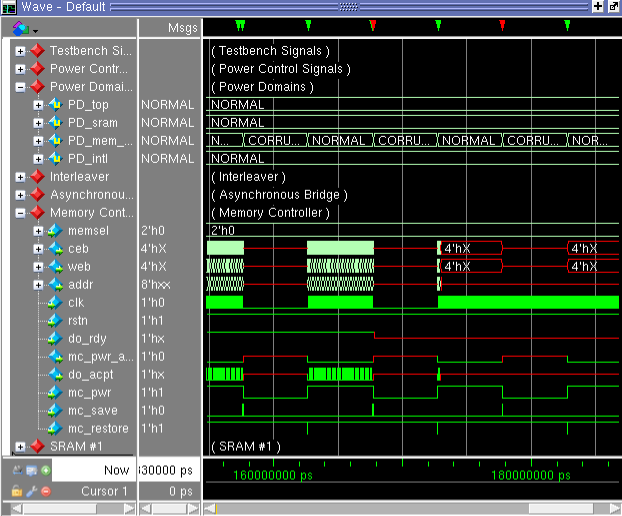 Wave - Default
Msgs
Testbench Si... ( Testbench Signals )
Power Contr... ( Power Control Signals )
Power Domai... ( Power Domains )
PD_top NORMAL NORMAL
PD_sram NORMAL NORMAL
PD_mem_... NORMAL N... CORRU... NORMAL CORRU... NORMAL CORRU... NOR...
PD_intl NORMAL NORMAL
Interleaver ( Interleaver )
Asynchronou... ( Asynchronous Bridge )
Memory Cont... ( Memory Controller )
memsel 2'h0 2'h0
ceb 4'hX 4'hX 4'hX
web 4'hX 4'hX 4'hX
addr 8'hxx
clk 1'h0
rstn 1'h1
do_rdy 1'hx
mc_pwr_a... 1'h0
do_acpt 1'hx
mc_pwr 1'h1
mc_save 1'h0
mc_restore 1'h1
SRAM #1 ( SRAM #1 )
Now 30000 ps 160000000 ps 180000000 ps
Cursor 1 0 ps